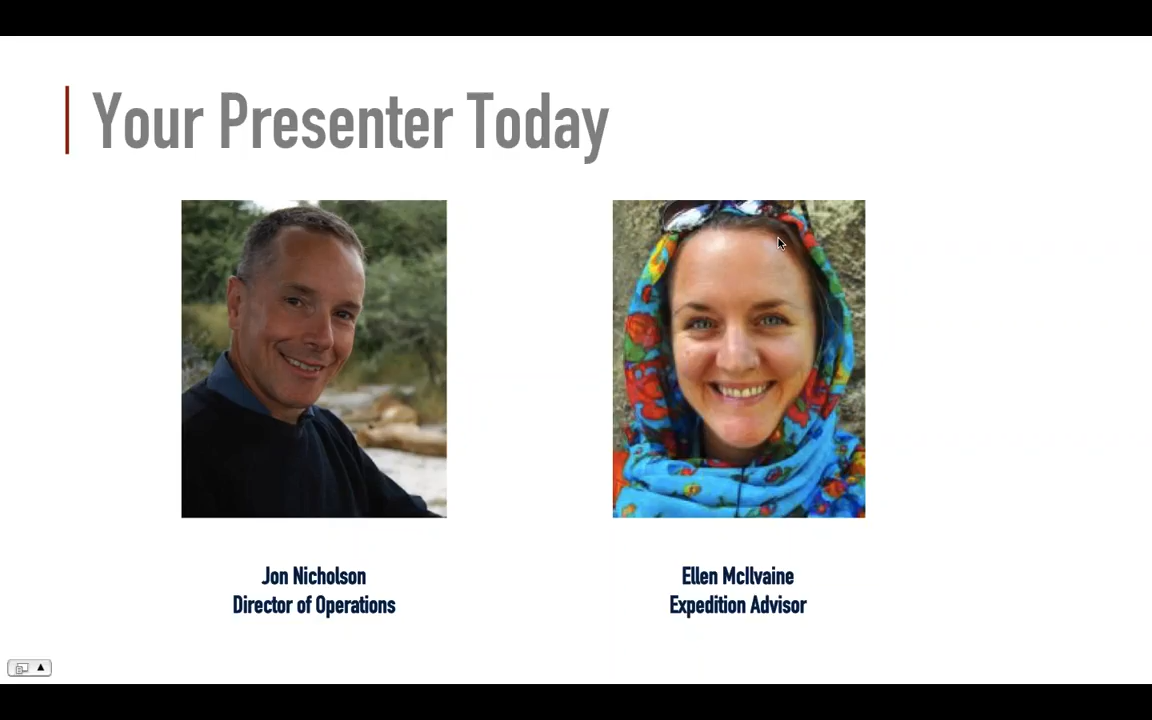 Your Presenter Today
Jon Nicholson
Director of Operations
Ellen McIlvaine
Expedition Advisor